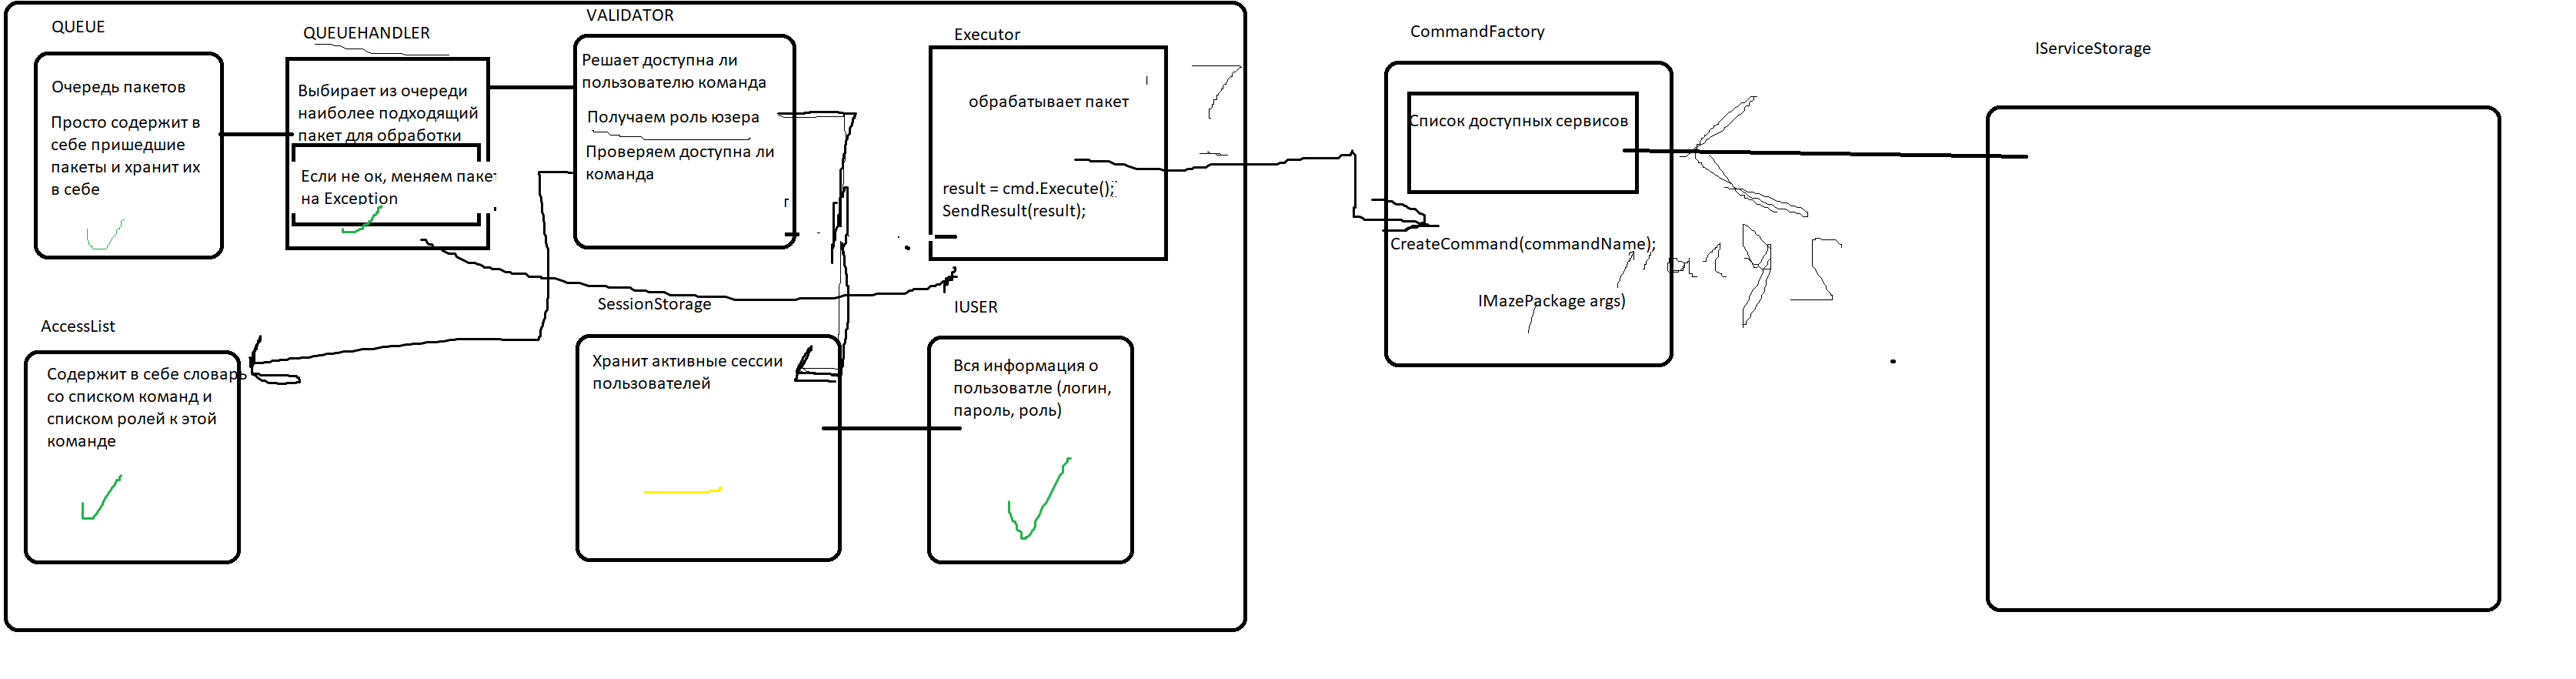 QUEUE
Очередь пакетов
Просто содержит в
себе пришедшие
пакеты и хранит их
в себе
QUEUEHANDLER
Выбирает из очереди
наиболее подходящий
пакет для обработки
Если не ок, меняем пакет
на Exception
VALIDATOR
Решает доступна ли
пользователю команда
Получаем роль юзера
Проверяем доступна ли
команда
Executor
обрабатывает пакет
result = cmd.Execute();
SendResult(result);
CommandFactory
Список доступных сервисов
CreateCommand(commandName);
IMazePackage args)
IServiceStorage
AccessList
Содержит в себе словарь
со списком команд и
списком ролей к этой
команде
SessionStorage
Хранит активные сессии
пользователей
IUSER
Вся информация о
пользоватле (логин,
пароль, роль)